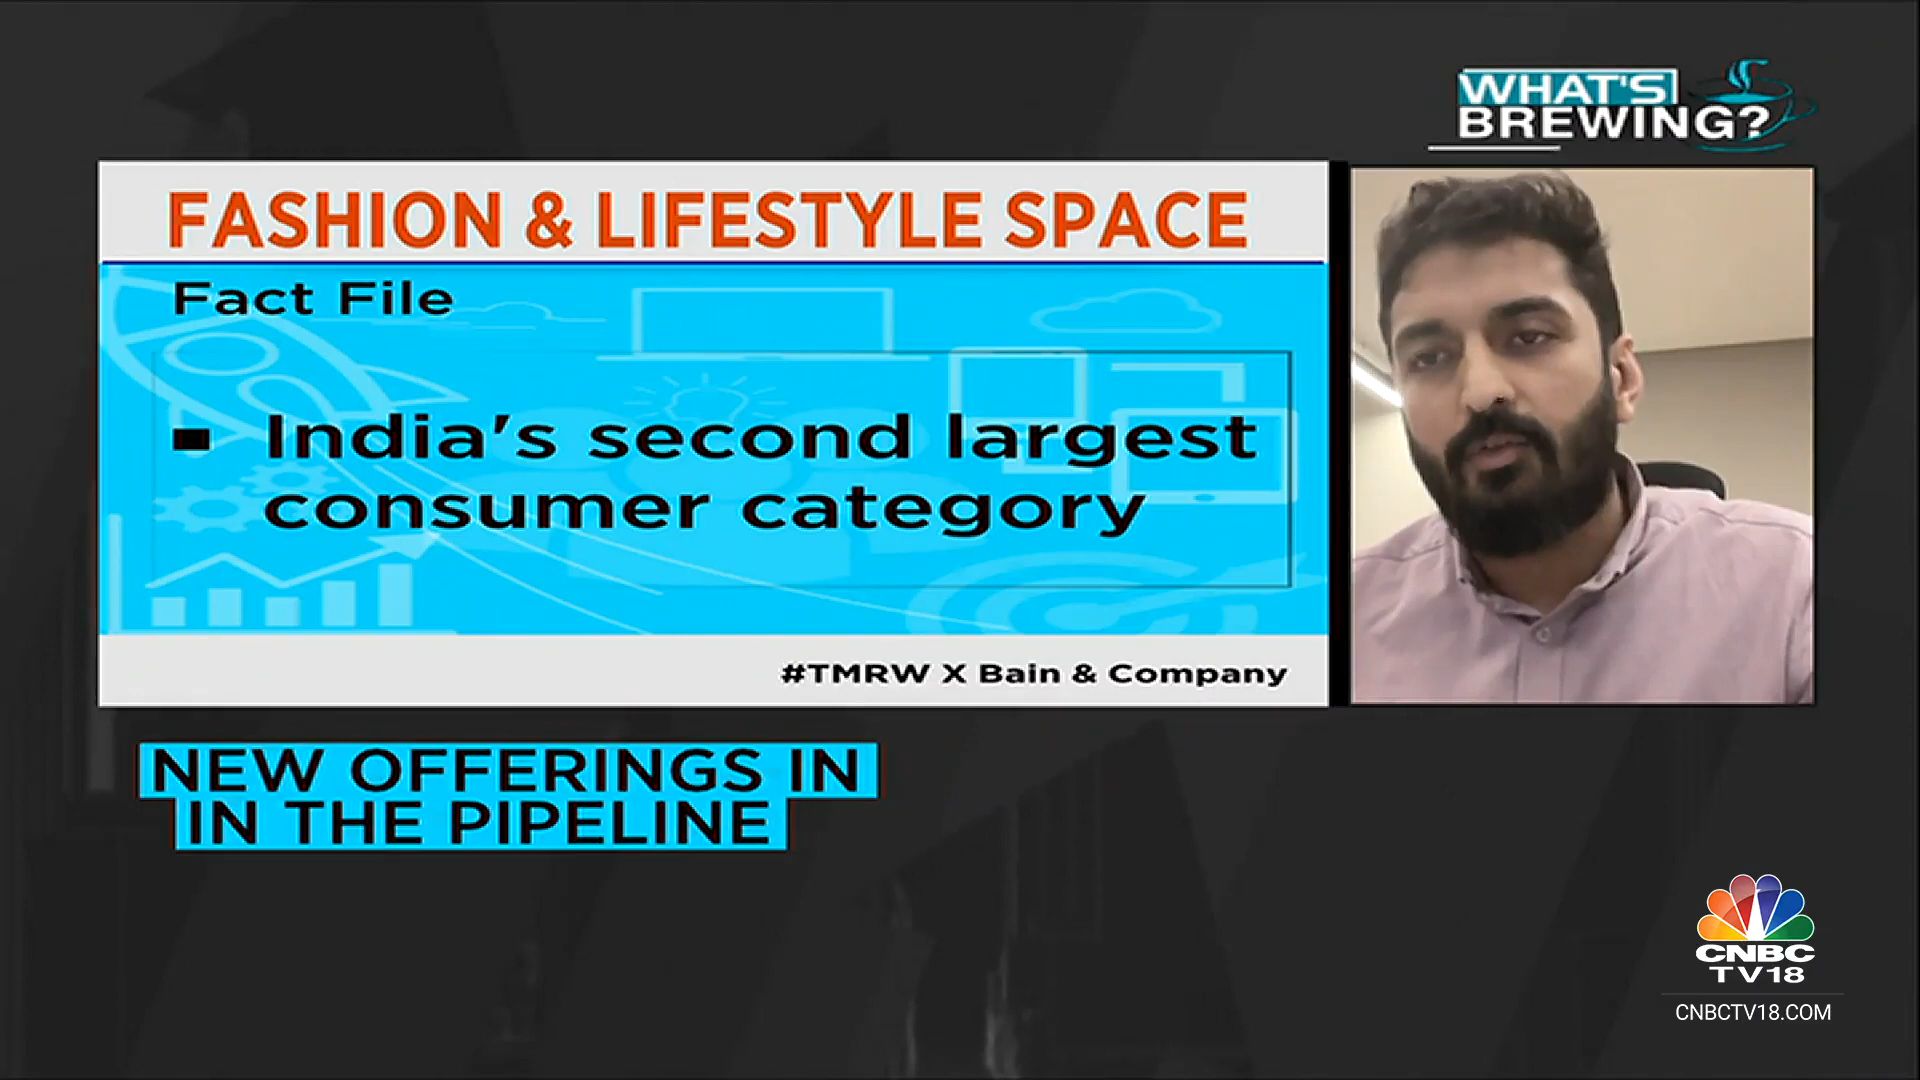 WHAT'S
BREWING?
FASHION & LIFESTYLE SPACE
Fact File
▪ India's second largest
consumer category
#TMRW X Bain & Company
NEW OFFERINGS IN
IN THE PIPELINE
CNBC
TV18
CNBCTV18.COM